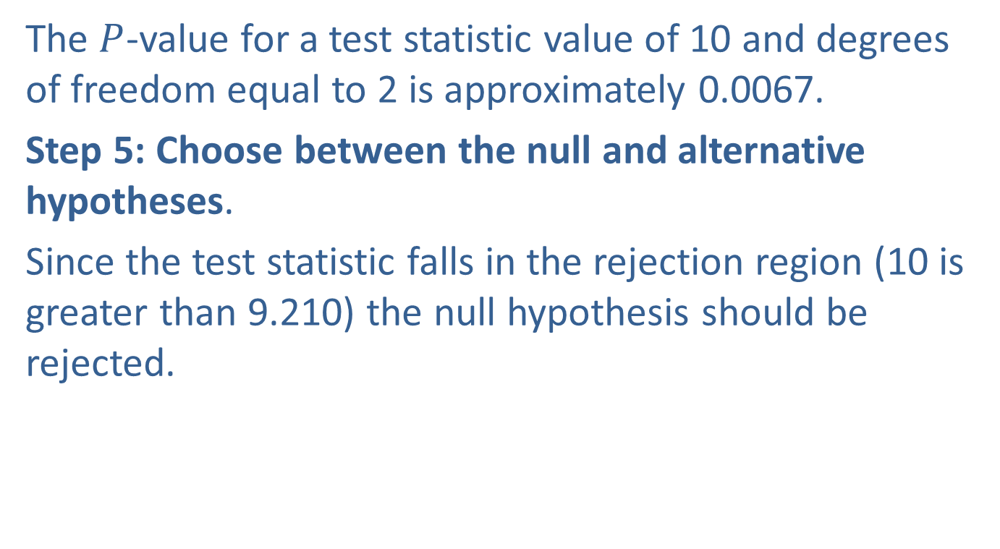 The P-value for a test statistic value of 10 and degrees
of freedom equal to 2 is approximately 0.0067.
Step 5: Choose between the null and alternative
hypotheses.
Since the test statistic falls in the rejection region (10 is
greater than 9.210) the null hypothesis should be
rejected.